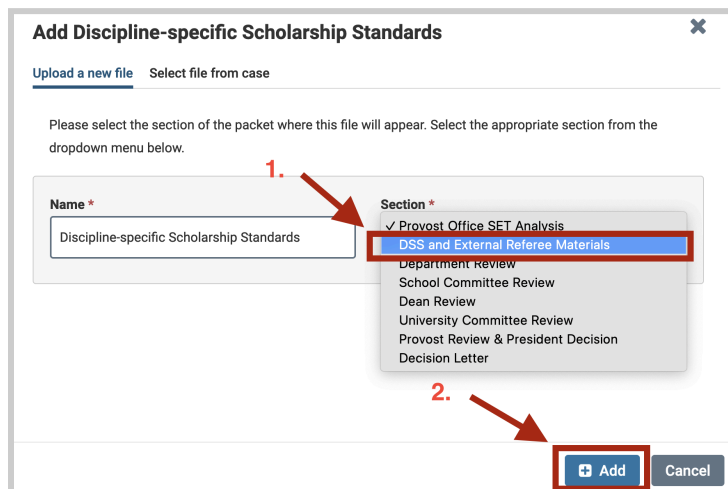 Add Discipline-specific Scholarship Standards
Upload a new file Select file from case
Please select the section of the packet where this file will appear. Select the appropriate section from the
dropdown menu below.
1.
Name * Section *
Discipline-specific Scholarship Standards
✓ Provost Office SET Analysis
DSS and External Referee Materials
Department Review
School Committee Review
Dean Review
University Committee Review
Provost Review & President Decision
Decision Letter
2.
Add Cancel